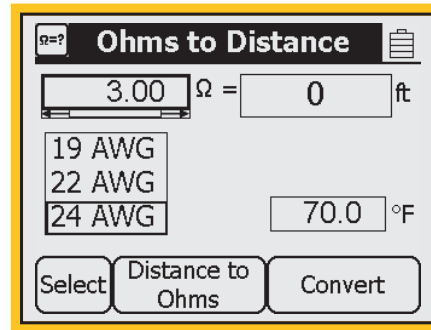 Ω=? Ohms to Distance
3.00 Ω = 0 ft
19 AWG
22 AWG
24 AWG
70.0 °F
Select
Distance to
Ohms
Convert